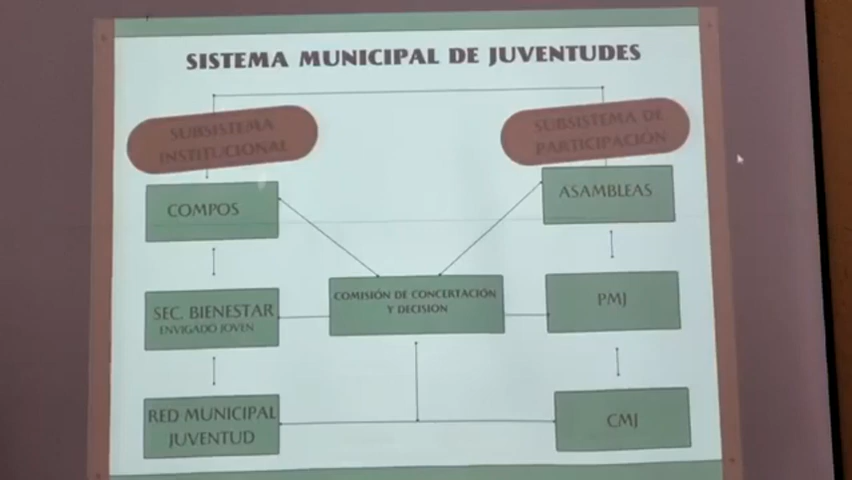 SISTEMA MUNICIPAL DE JUVENTUDES
SUBSISTEMA
INSTITUCIONAL
SUBSISTEMA DE
PARTICIPACIÓN
COMPOS
ASAMBLEAS
COMISIÓN DE CONCERTACIÓN
Y DECISIÓN
SEC. BIENESTAR
ENVIGADO JOVEN
PMJ
RED MUNICIPAL
JUVENTUD
CMJ